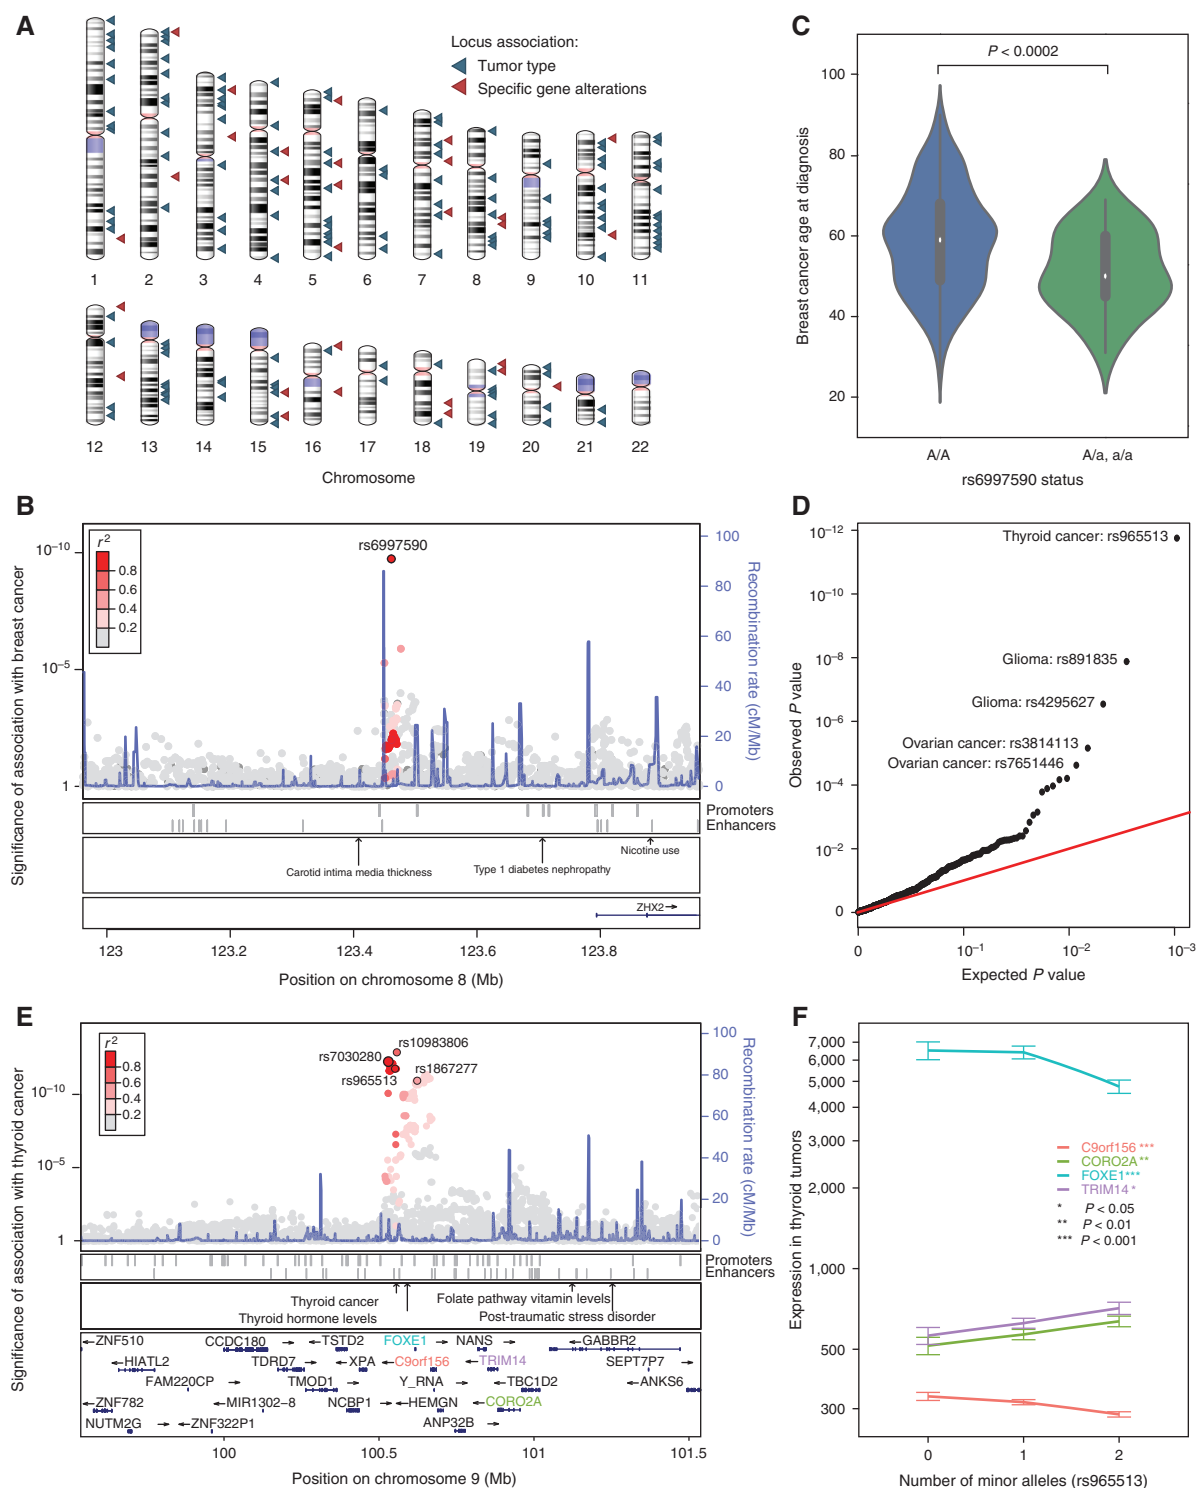 A
Locus association:
Tumor type
Specific gene alterations
1 2 3 4 5 6 7 8 9 10 11
12 13 14 15 16 17 18 19 20 21 22
Chromosome
C
P < 0.0002
Breast cancer age at diagnosis
100
80
60
40
20
A/A A/a, a/a
rs6997590 status
B
Significance of association with breast cancer
r²
0.8
0.6
0.4
0.2
10⁻¹⁰
10⁻⁵
1
rs6997590
100
80
60
40
20
0
Recombination rate (cM/Mb)
Promoters
Enhancers
Carotid intima media thickness
Type 1 diabetes nephropathy
Nicotine use
ZHX2
123 123.2 123.4 123.6 123.8
Position on chromosome 8 (Mb)
D
Observed P value
10⁻¹²
10⁻¹⁰
10⁻⁸
10⁻⁶
10⁻⁴
10⁻²
0
Thyroid cancer: rs965513
Glioma: rs891835
Glioma: rs4295627
Ovarian cancer: rs3814113
Ovarian cancer: rs7651446
0 10⁻¹ 10⁻² 10⁻³
Expected P value
E
Significance of association with thyroid cancer
r²
0.8
0.6
0.4
0.2
10⁻¹⁰
10⁻⁵
1
rs10983806
rs7030280
rs965513
rs1867277
100
80
60
40
20
0
Recombination rate (cM/Mb)
Promoters
Enhancers
Thyroid cancer
Folate pathway vitamin levels
Thyroid hormone levels
Post-traumatic stress disorder
ZNF510 CCDC180 TSTD2 FOXE1 NANS GABBR2
HIATL2 TDRD7 XPA C9orf156 TRIM14 SEPT7P7
FAM220CP TMOD1 Y_RNA TBC1D2 ANKS6
ZNF782 MIR1302-8 NCBP1 HEMGN CORO2A
NUTM2G ZNF322P1 ANP32B
100 100.5 101 101.5
Position on chromosome 9 (Mb)
F
Expression in thyroid tumors
7,000
6,000
5,000
4,000
3,000
2,000
1,000
500
300
C9orf156 ***
CORO2A **
FOXE1 ***
TRIM14 *
* P < 0.05
** P < 0.01
*** P < 0.001
0 1 2
Number of minor alleles (rs965513)